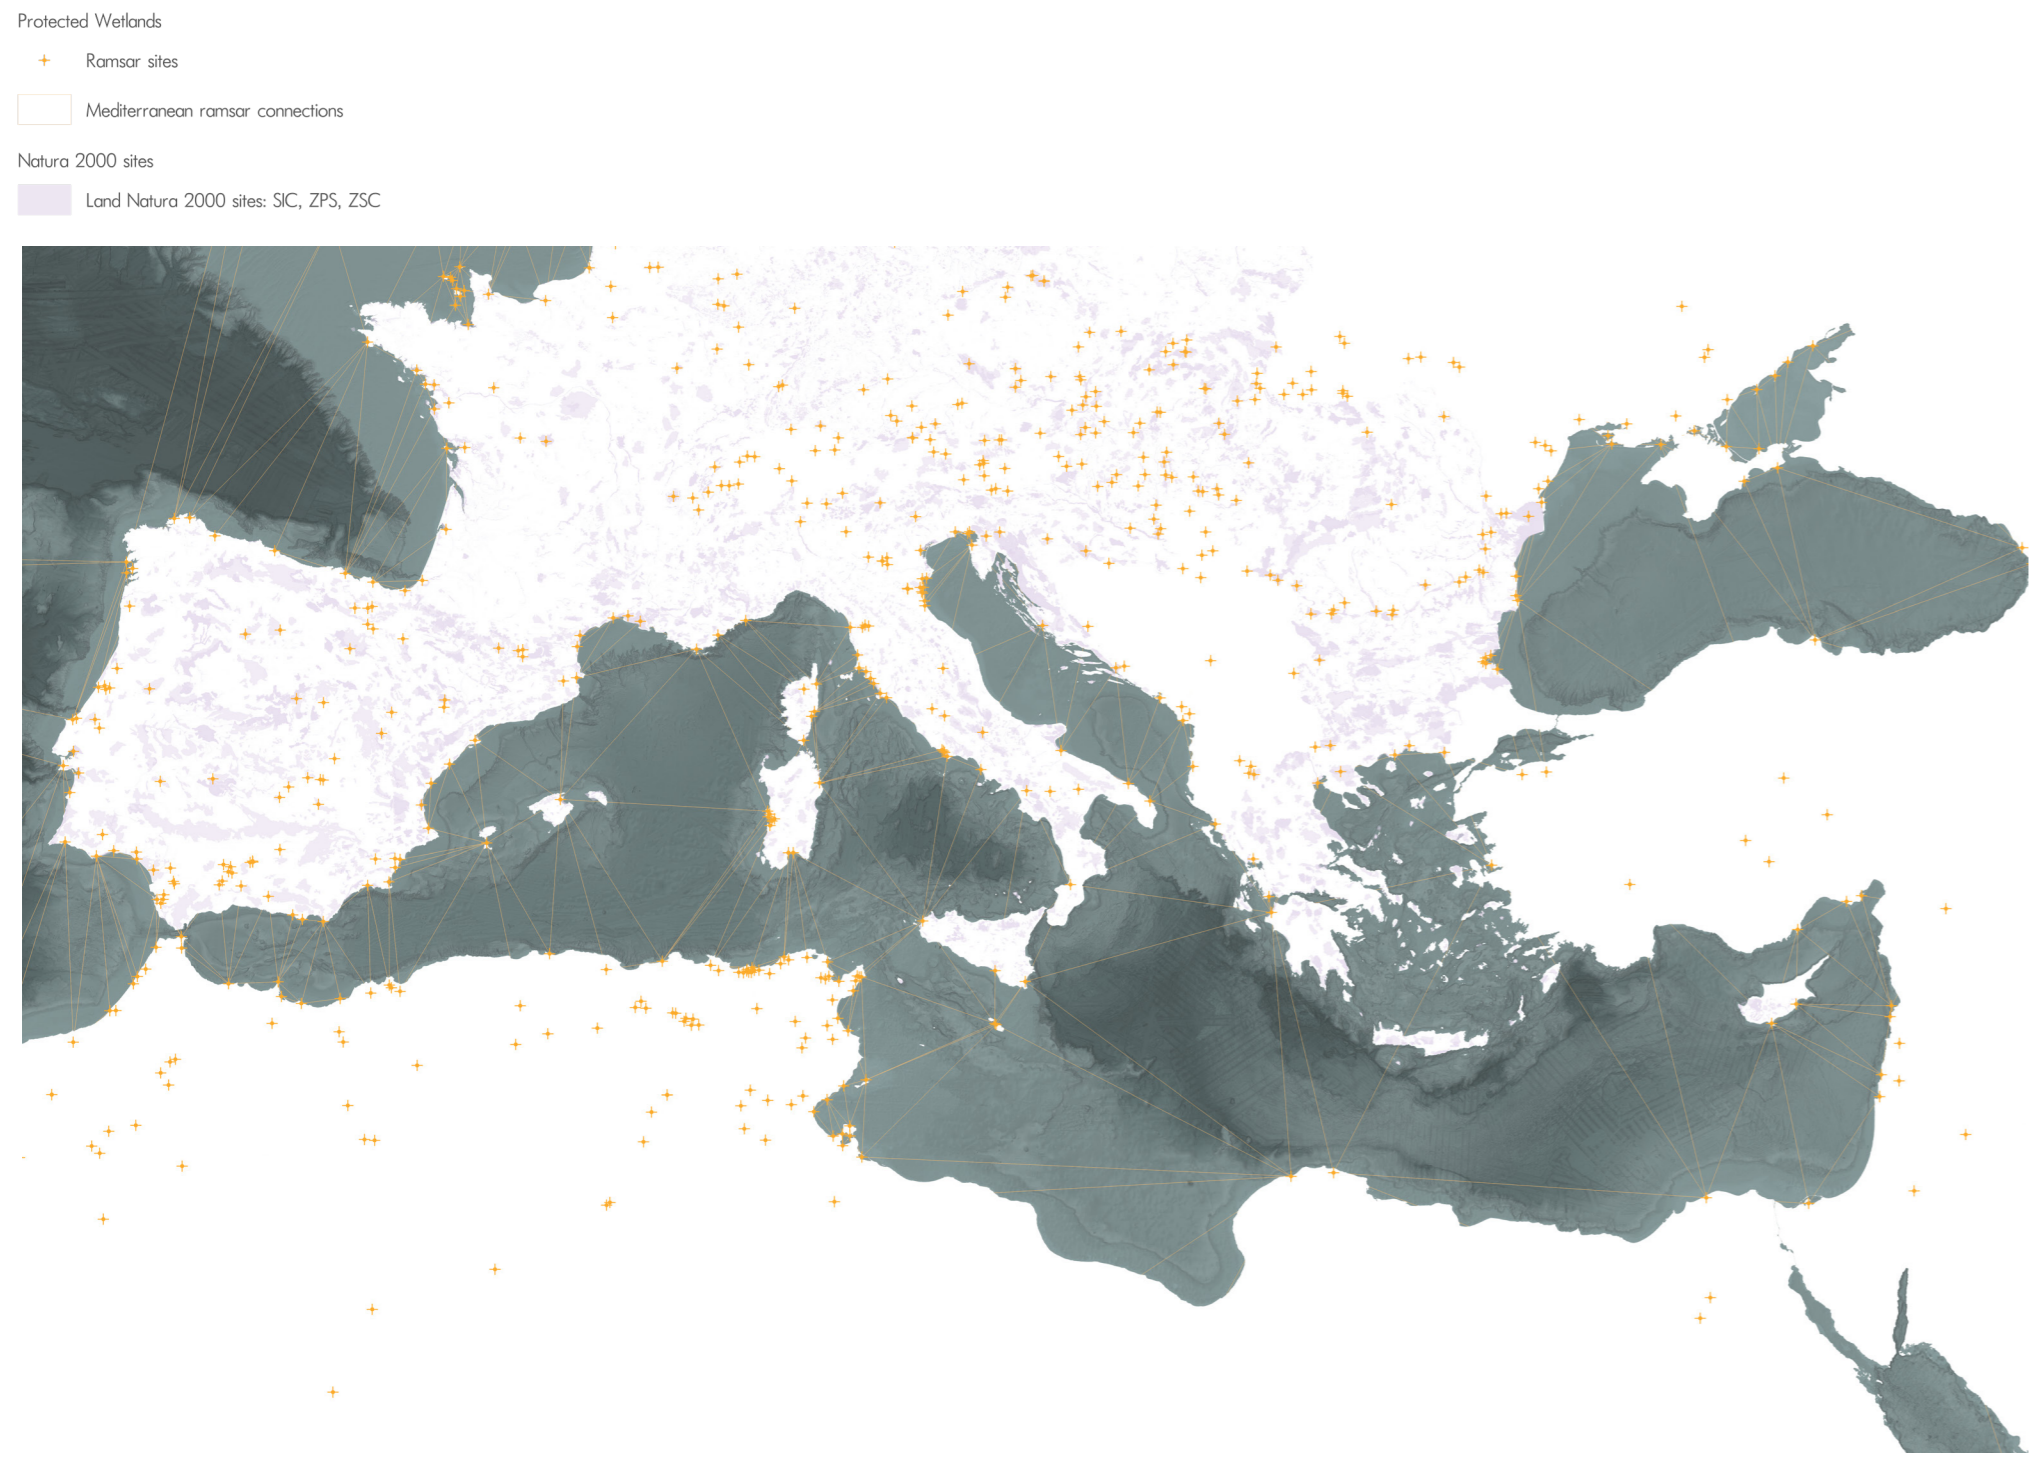 Protected Wetlands
Ramsar sites
Mediterranean ramsar connections
Natura 2000 sites
Land Natura 2000 sites: SIC, ZPS, ZSC